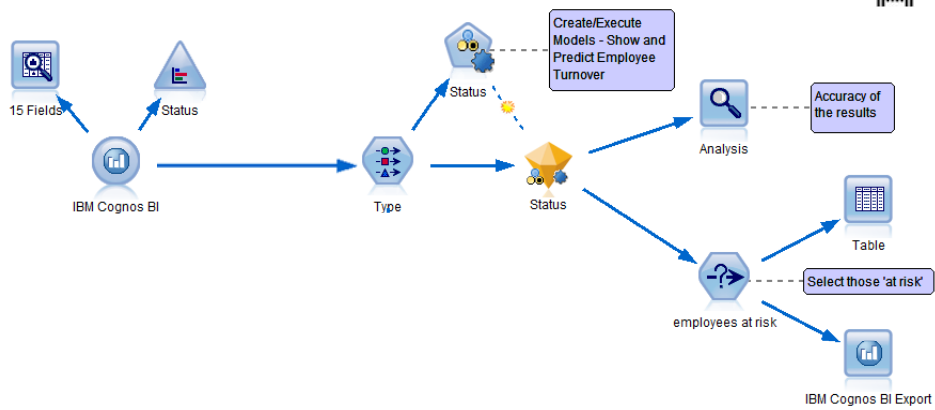 Create/Execute
Models - Show and
Predict Employee
Turnover
15 Fields
Status
Status
Accuracy of
the results
Analysis
IBM Cognos BI
Type
Status
Table
Select those 'at risk'
employees at risk
IBM Cognos BI Export